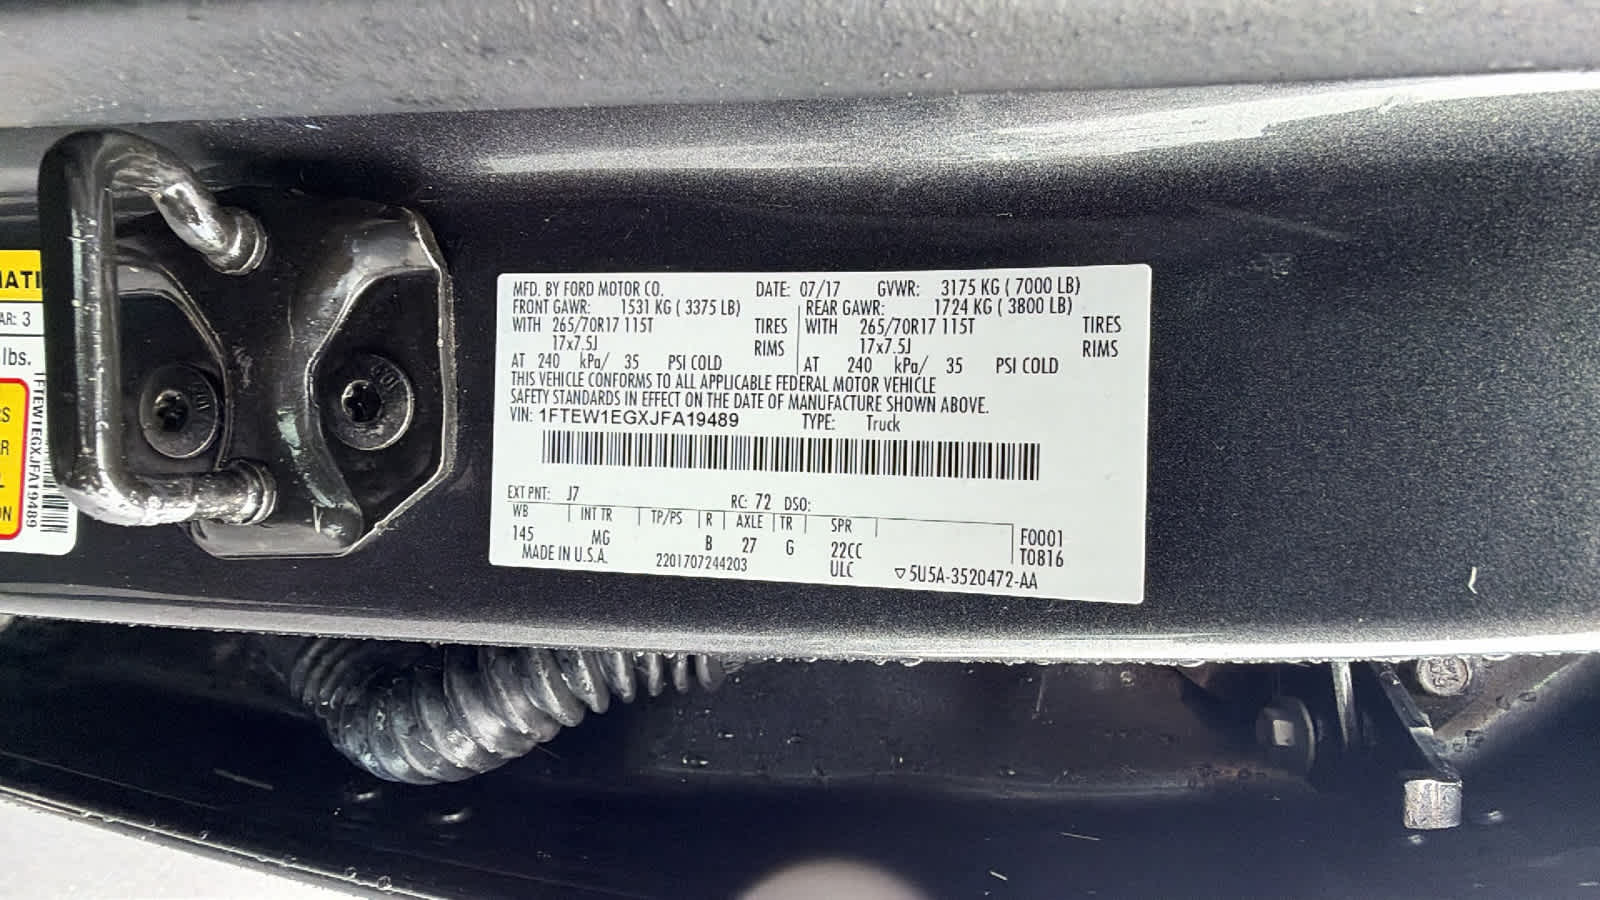 MFD. BY FORD MOTOR CO. DATE: 07/17 GVWR: 3175 KG ( 7000 LB)
FRONT GAWR: 1531 KG ( 3375 LB) REAR GAWR: 1724 KG ( 3800 LB)
WITH 265/70R17 115T TIRES WITH 265/70R17 115T TIRES
17x7.5J RIMS 17x7.5J RIMS
AT 240 kPa/ 35 PSI COLD AT 240 kPa/ 35 PSI COLD
THIS VEHICLE CONFORMS TO ALL APPLICABLE FEDERAL MOTOR VEHICLE
SAFETY STANDARDS IN EFFECT ON THE DATE OF MANUFACTURE SHOWN ABOVE.
VIN: 1FTEW1EGXJFA19489 TYPE: Truck
EXT PNT: J7 RC: 72 DSO:
WB INT TR TP/PS R AXLE TR SPR
145 MG B 27 G 22CC F0001
ULC T0816
MADE IN U.S.A. 2201707244203 5U5A-3520472-AA
AR: 3
lbs.
1FTEW1EGXJFA19489